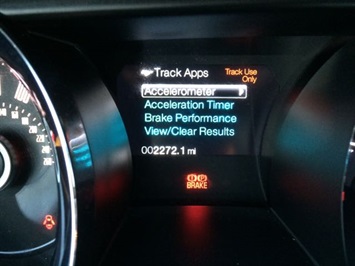 Track Apps
Track Use
Only
Accelerometer
Acceleration Timer
Brake Performance
View/Clear Results
002272.1 mi
BRAKE